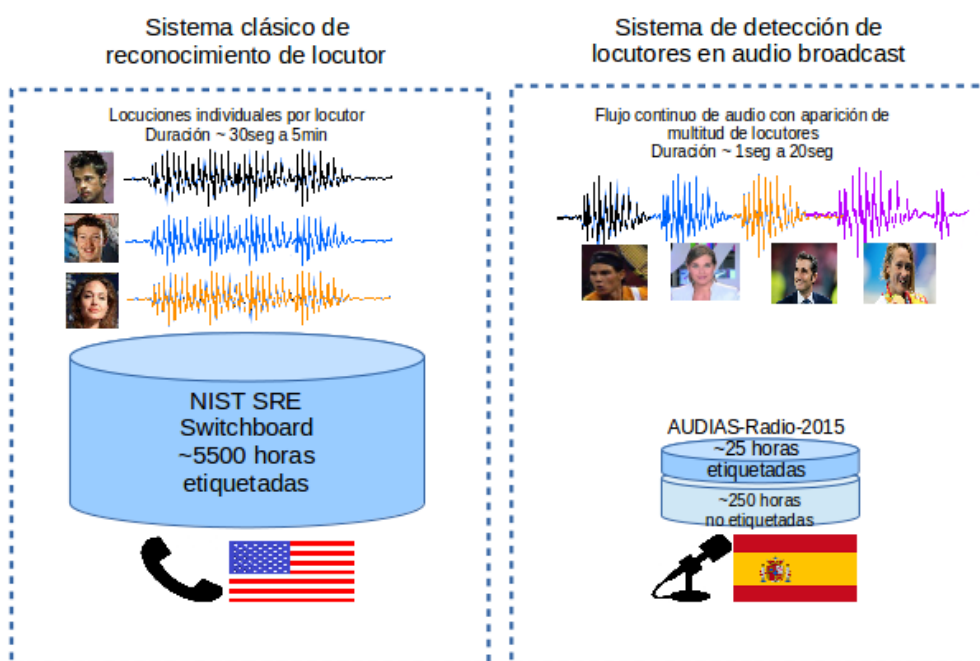 Sistema clásico de
reconocimiento de locutor
Locuciones individuales por locutor
Duración ~ 30seg a 5min
NIST SRE
Switchboard
~5500 horas
etiquetadas
Sistema de detección de
locutores en audio broadcast
Flujo continuo de audio con aparición de
multitud de locutores
Duración ~ 1seg a 20seg
AUDIAS-Radio-2015
~25 horas
etiquetadas
~250 horas
no etiquetadas